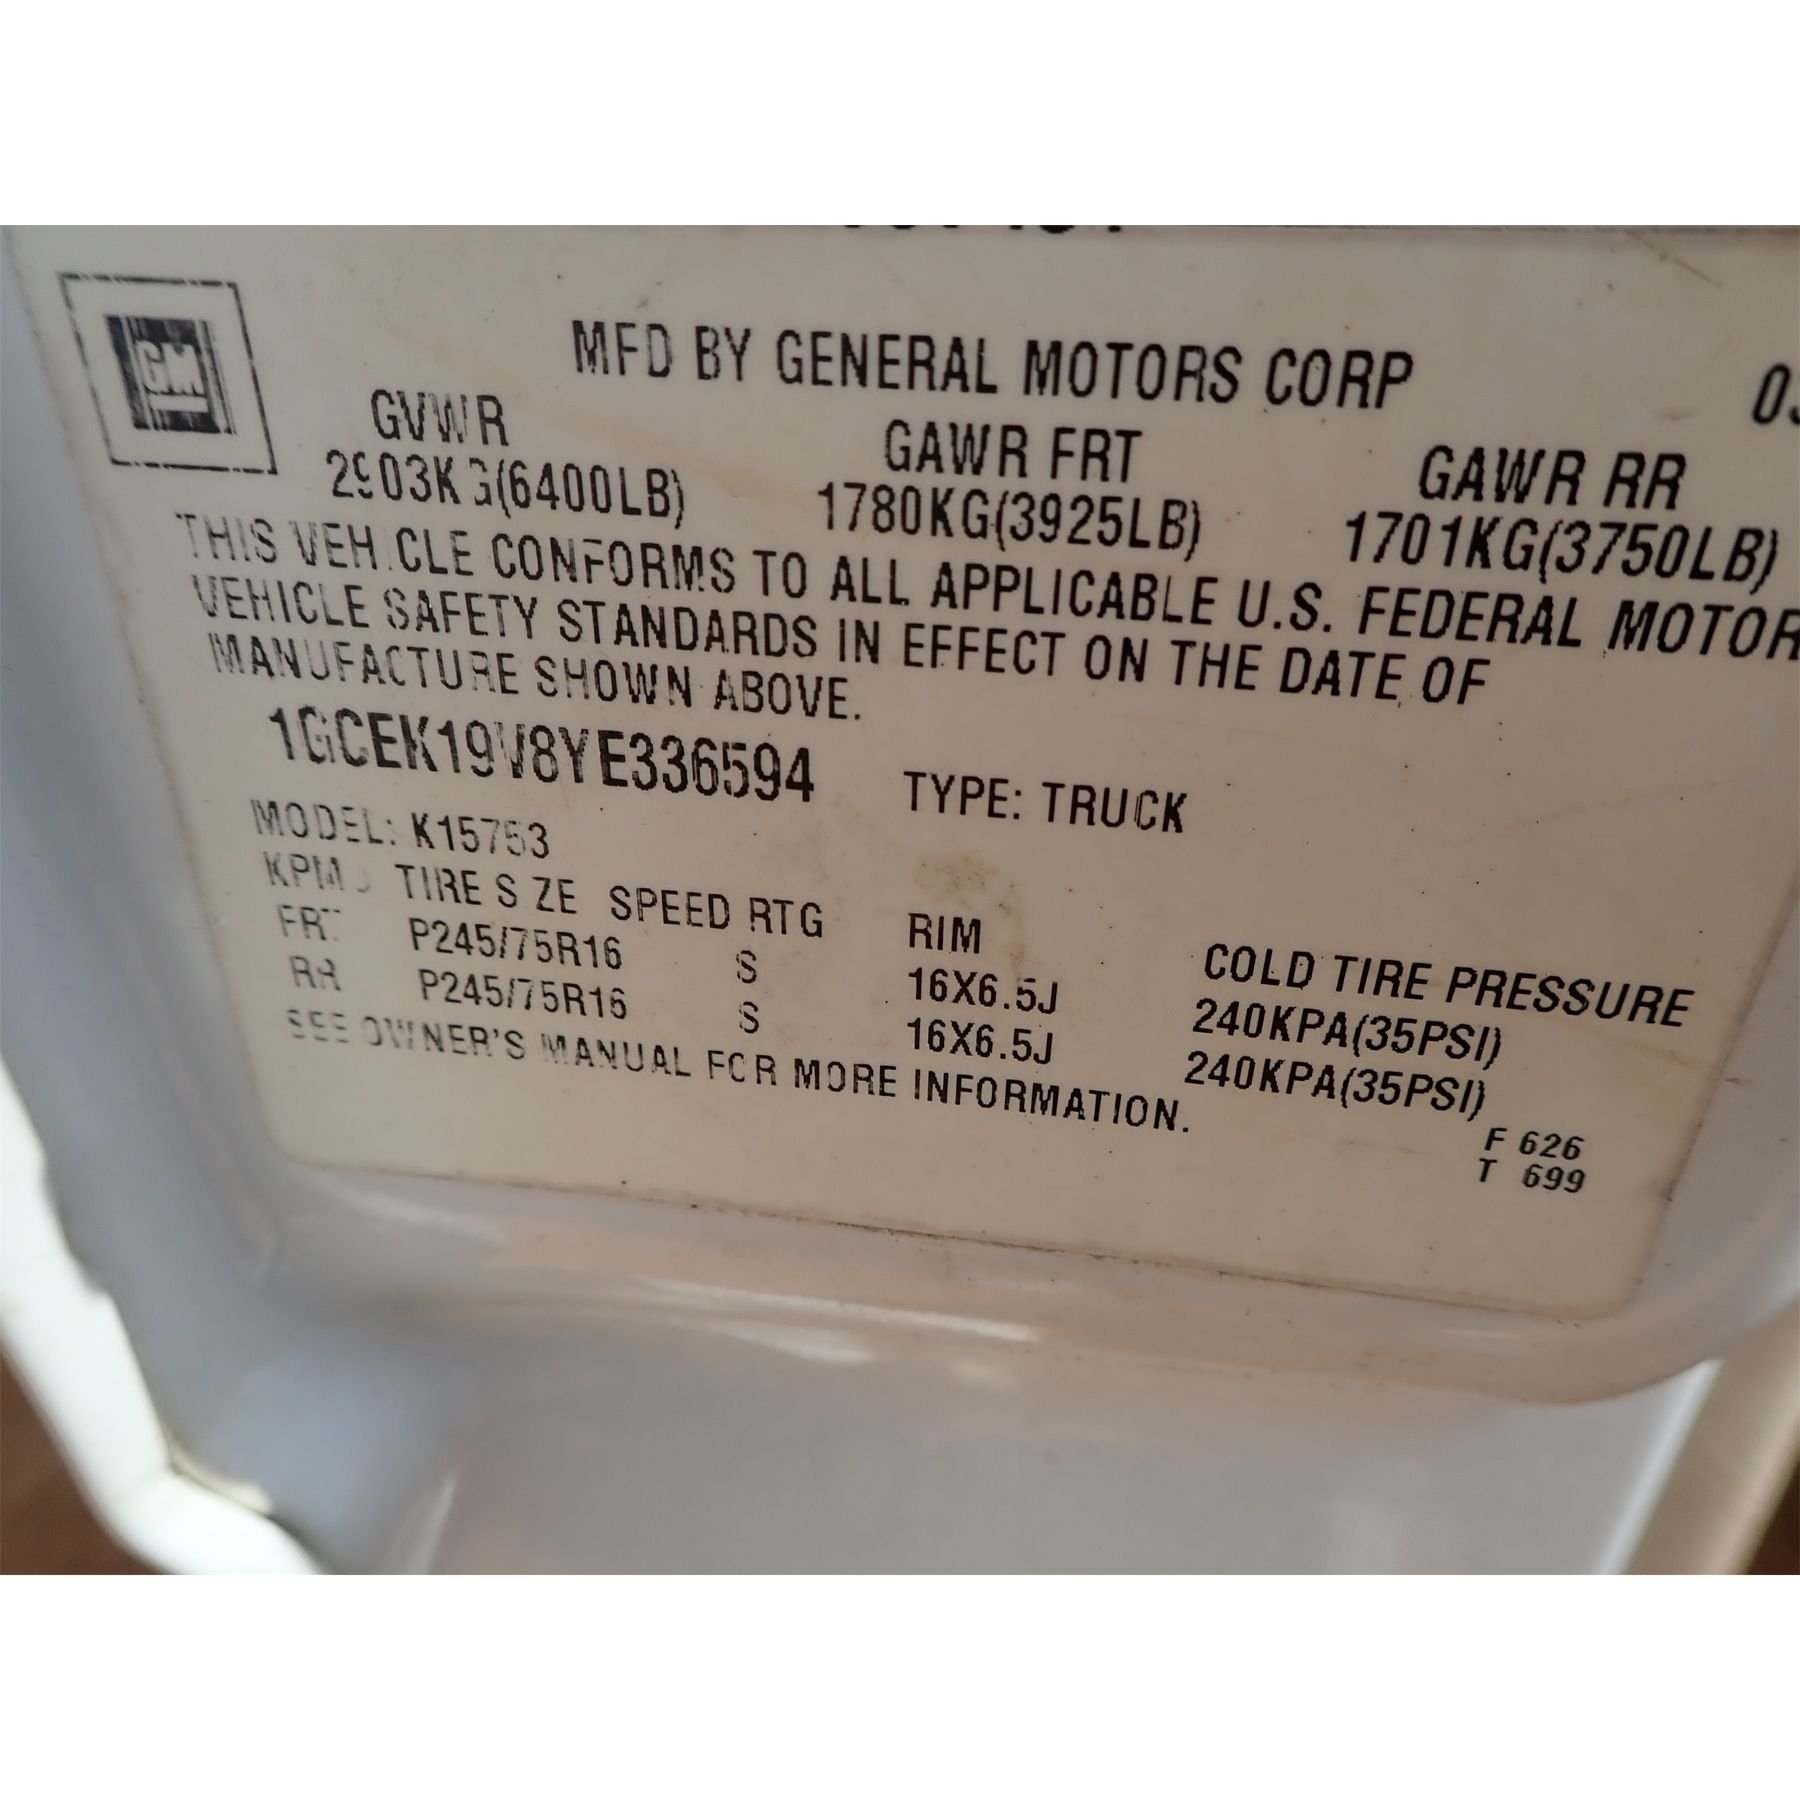 GM
MFD BY GENERAL MOTORS CORP
GVWR GAWR FRT GAWR RR
2903KG(6400LB) 1780KG(3925LB) 1701KG(3750LB)
THIS VEHICLE CONFORMS TO ALL APPLICABLE U.S. FEDERAL MOTOR
VEHICLE SAFETY STANDARDS IN EFFECT ON THE DATE OF
MANUFACTURE SHOWN ABOVE.
1GCEK19V8YE336594 TYPE: TRUCK
MODEL: K15753
TIRE SIZE SPEED RTG RIM COLD TIRE PRESSURE
FRT P245/75R16 S 16X6.5J 240KPA(35PSI)
RR P245/75R16 S 16X6.5J 240KPA(35PSI)
SEE OWNER'S MANUAL FOR MORE INFORMATION.
F 626
T 699